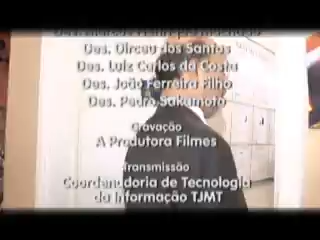 Des. Dirceu dos Santos
Des. Luiz Carlos da Costa
Des. João Ferreira Filho
Des. Pedro Sakamoto
Gravação
A Produtora Filmes
Transmissão
Coordenadoria de Tecnologia
da Informação TJMT